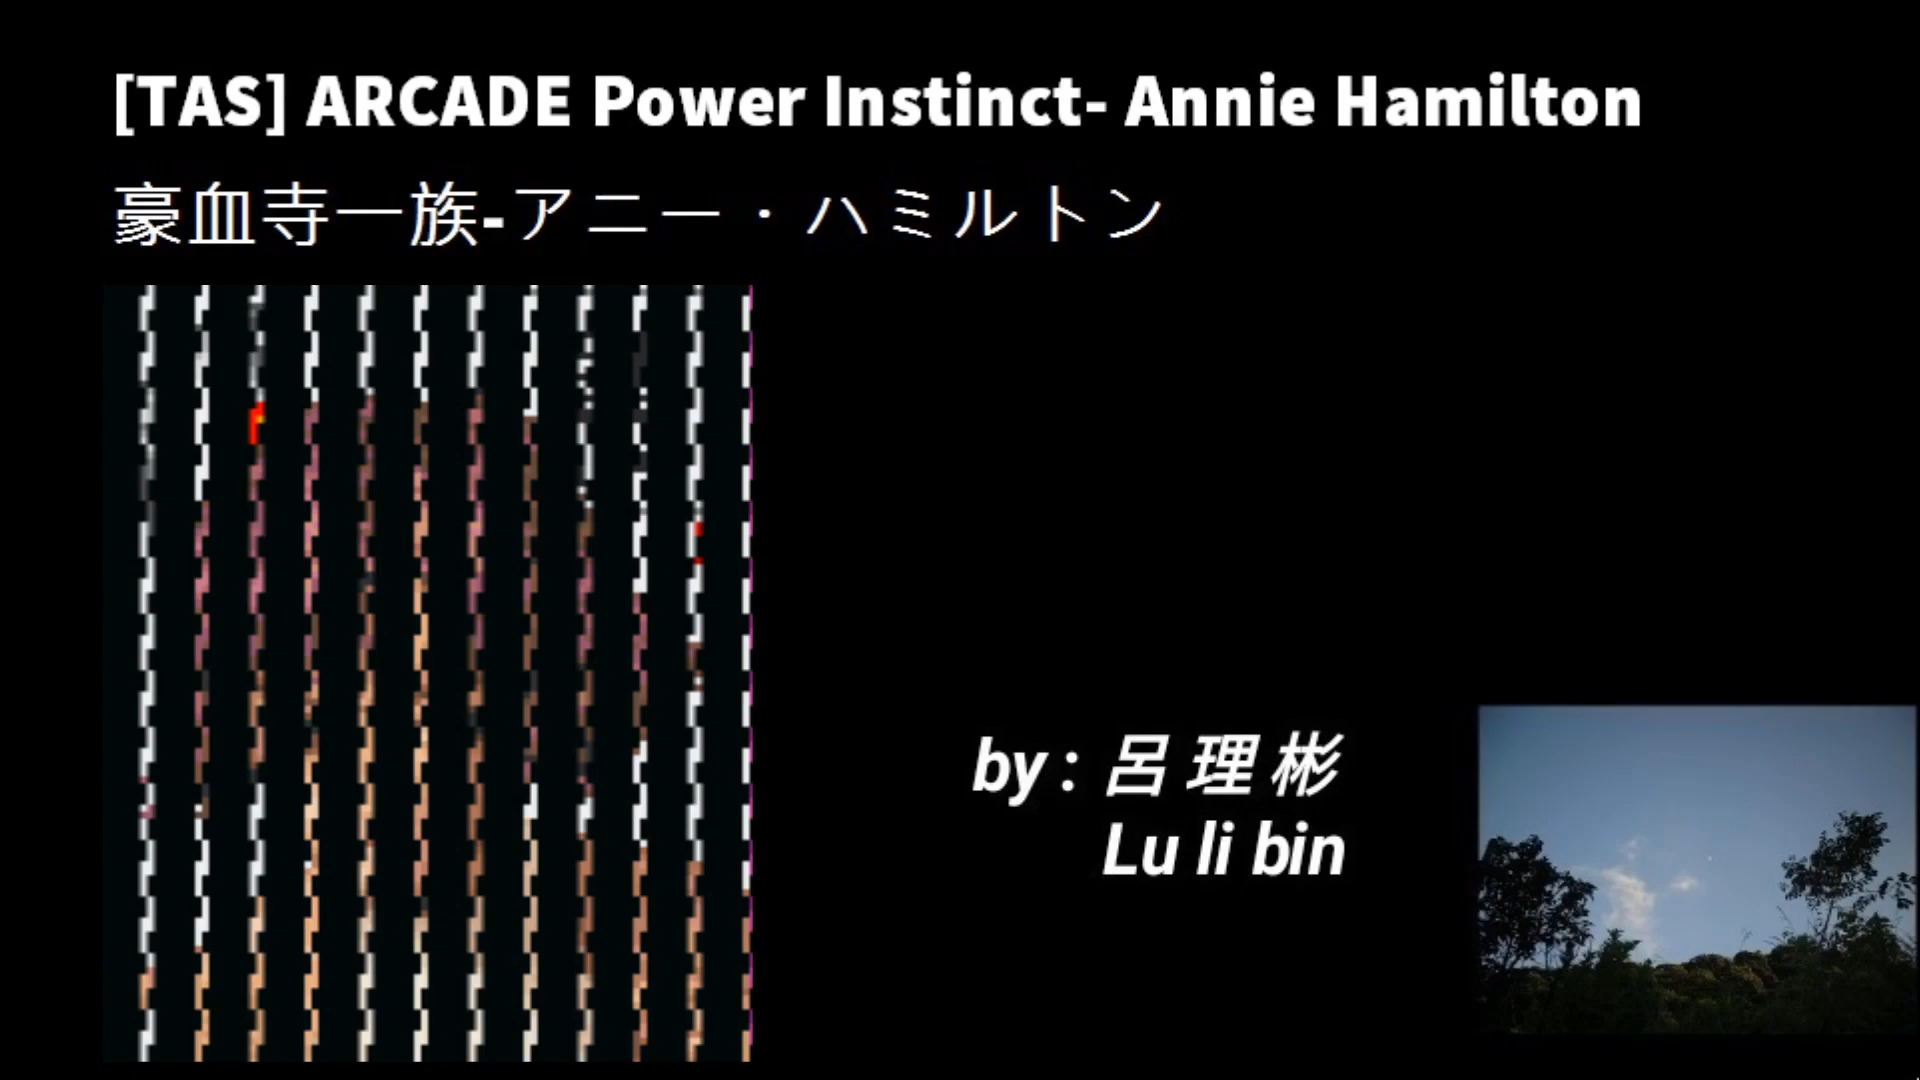 [TAS] ARCADE Power Instinct- Annie Hamilton
豪血寺一族-アニー・ハミルトン
by : 呂 理 彬
Lu li bin